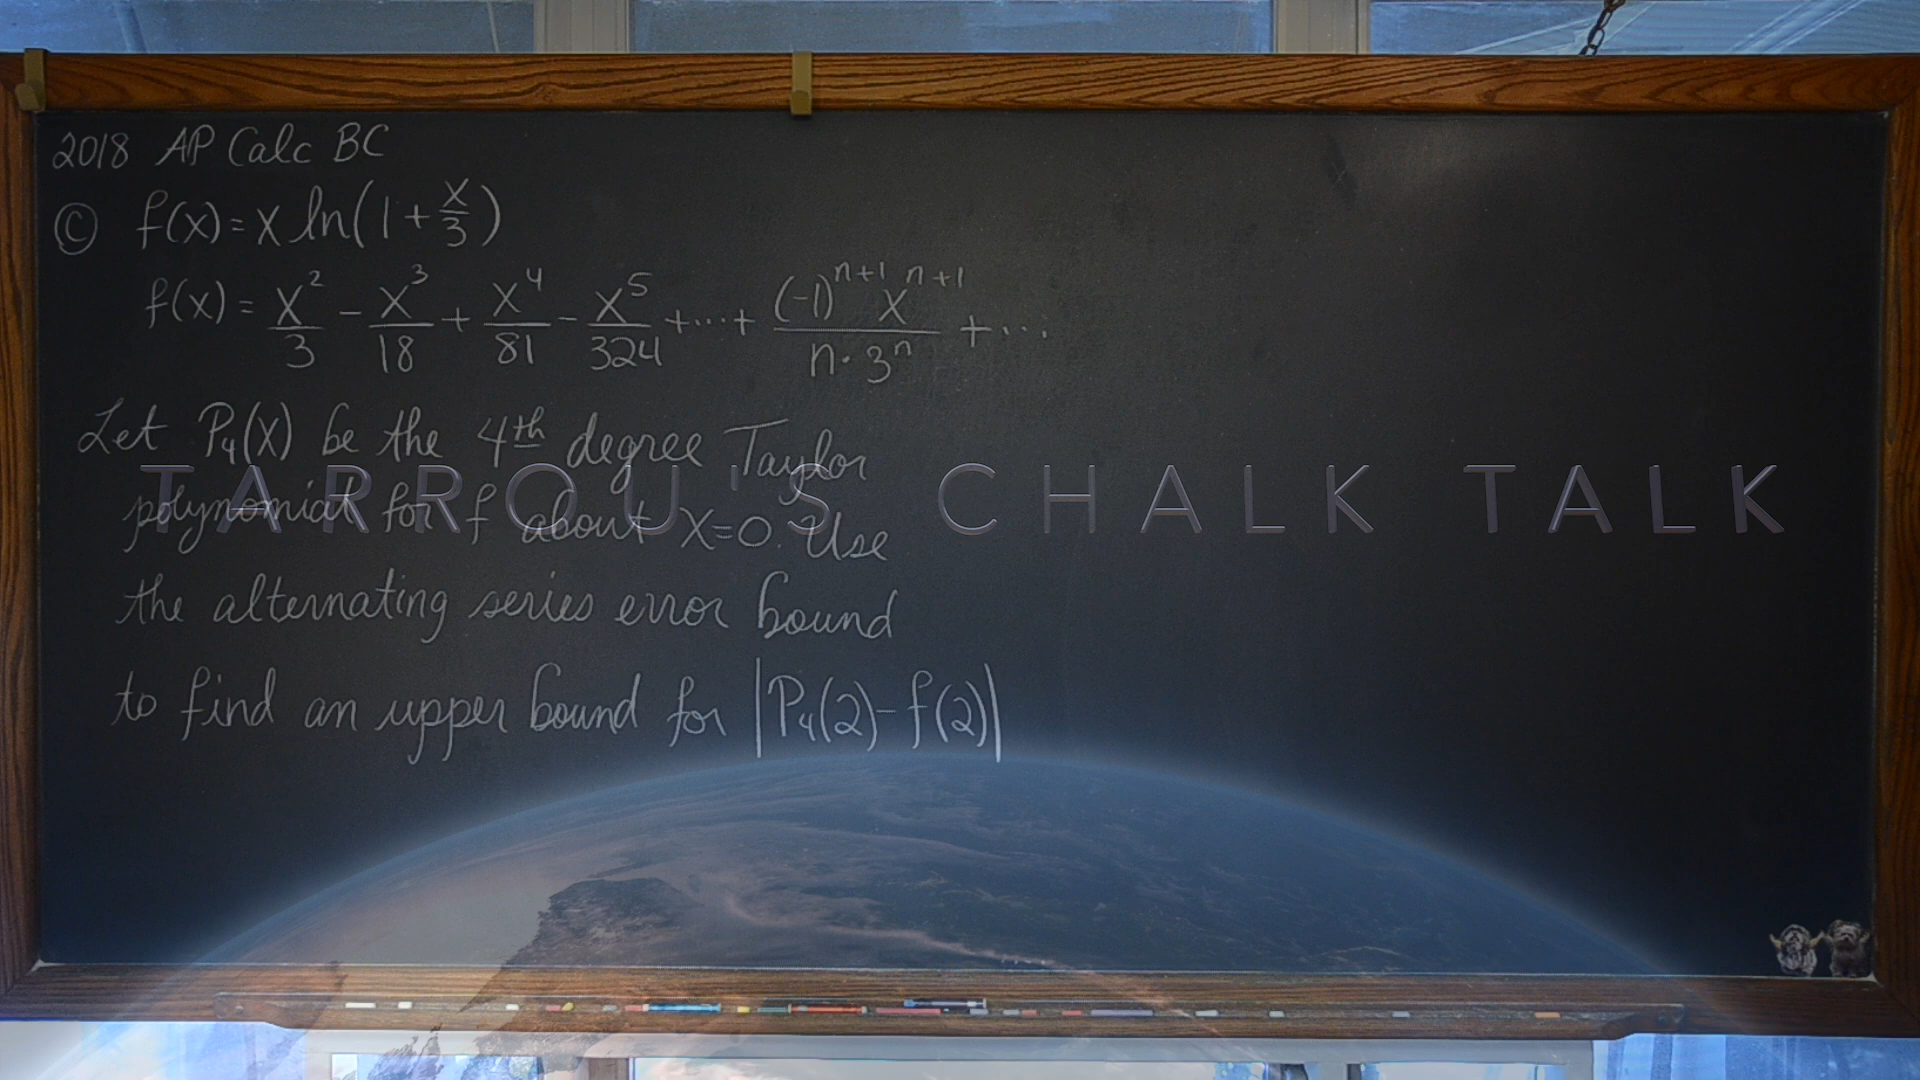 2018 AP Calc BC
Ⓒ f(x) = x ln(1 + x/3)
f(x) = x²/3 - x³/18 + x⁴/81 - x⁵/324 + ... + (-1)ⁿ⁺¹ xⁿ⁺¹/(n·3ⁿ) + ...
Let P₄(x) be the 4th degree Taylor
TARROU'S CHALK TALK
polynomial for f about x=0. Use
the alternating series error bound
to find an upper bound for |P₄(2)-f(2)|